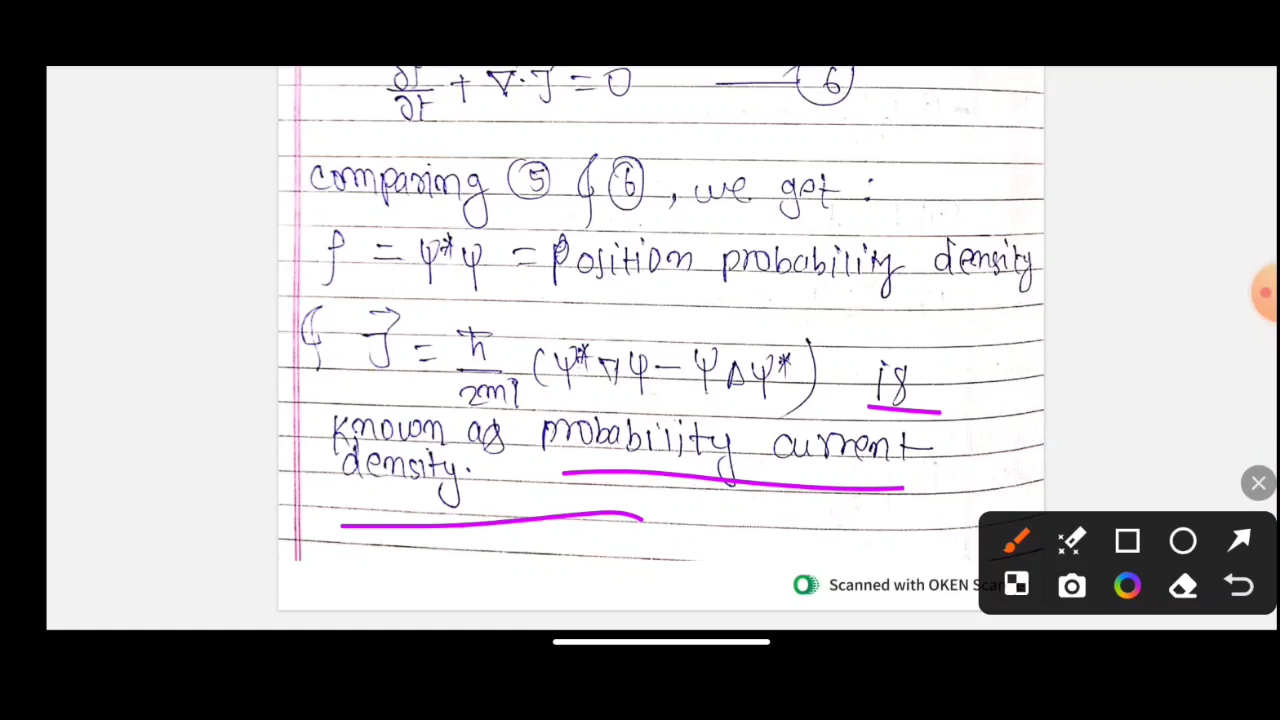 ∂ρ/∂t + ∇·J = 0 ⑥
comparing ⑤ & ⑥, we get :
ρ = ψ*ψ = position probability density
& J⃗ = ħ/2mi (ψ*∇ψ − ψ∆ψ*) is
known as probability current
density.
Scanned with OKEN